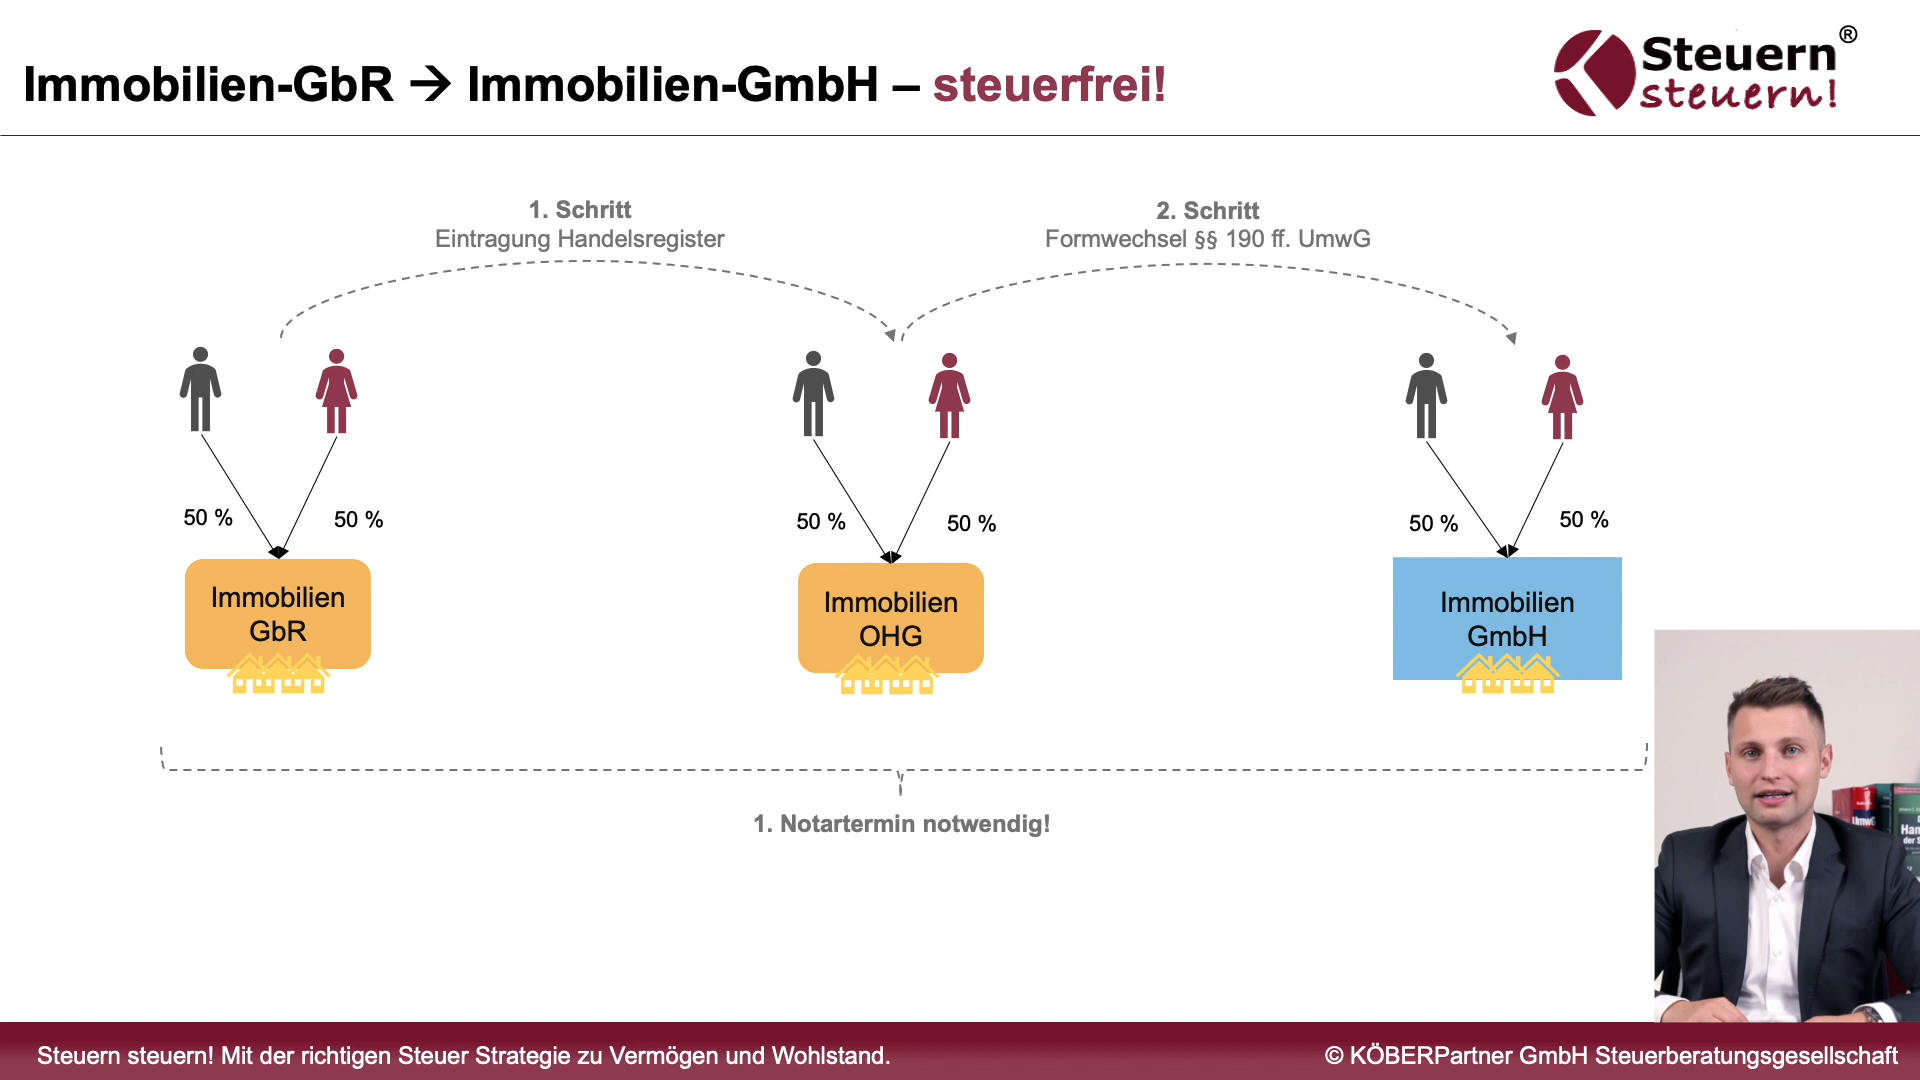 Immobilien-GbR → Immobilien-GmbH – steuerfrei!
Steuern®
steuern!
1. Schritt
Eintragung Handelsregister
2. Schritt
Formwechsel §§ 190 ff. UmwG
50 %
50 %
50 %
50 %
50 %
50 %
Immobilien
GbR
Immobilien
OHG
Immobilien
GmbH
1. Notartermin notwendig!
UmwG
Steuern steuern! Mit der richtigen Steuer Strategie zu Vermögen und Wohlstand.
© KÖBERPartner GmbH Steuerberatungsgesellschaft